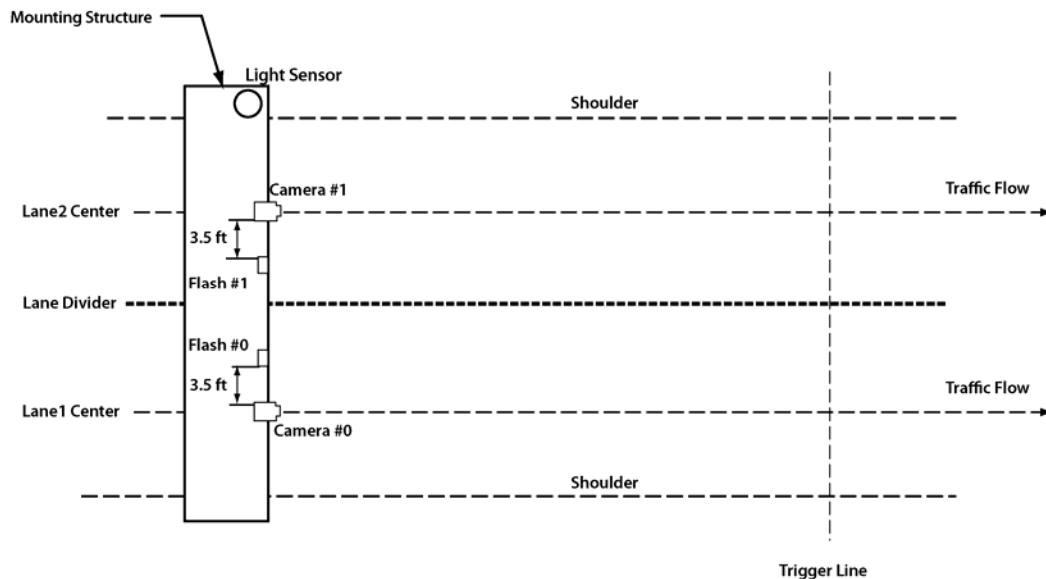 Mounting Structure
Light Sensor
Shoulder
Camera #1
Traffic Flow
Lane2 Center
3.5 ft
Flash #1
Lane Divider
Flash #0
3.5 ft
Traffic Flow
Lane1 Center
Camera #0
Shoulder
Trigger Line